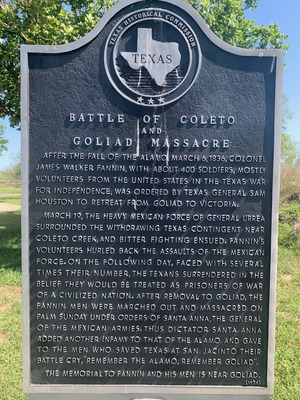 TEXAS HISTORICAL COMMISSION
TEXAS
BATTLE OF COLETO
AND
GOLIAD MASSACRE
AFTER THE FALL OF THE ALAMO, MARCH 6, 1836, COLONEL
JAMES WALKER FANNIN, WITH ABOUT 400 SOLDIERS, MOSTLY
VOLUNTEERS FROM THE UNITED STATES IN THE TEXAS WAR
FOR INDEPENDENCE, WAS ORDERED BY TEXAS GENERAL SAM
HOUSTON TO RETREAT FROM GOLIAD TO VICTORIA.
MARCH 19, THE HEAVY MEXICAN FORCE OF GENERAL URREA
SURROUNDED THE WITHDRAWING TEXAS CONTINGENT NEAR
COLETO CREEK, AND BITTER FIGHTING ENSUED. FANNIN'S
VOLUNTEERS HURLED BACK THE ASSAULTS OF THE MEXICAN
FORCE. ON THE FOLLOWING DAY, FACED WITH SEVERAL
TIMES THEIR NUMBER, THE TEXANS SURRENDERED IN THE
BELIEF THEY WOULD BE TREATED AS PRISONERS OF WAR
OF A CIVILIZED NATION. AFTER REMOVAL TO GOLIAD, THE
FANNIN MEN WERE MARCHED OUT AND MASSACRED ON
PALM SUNDAY UNDER ORDERS OF SANTA ANNA, THE GENERAL
OF THE MEXICAN ARMIES. THUS DICTATOR SANTA ANNA
ADDED ANOTHER INFAMY TO THAT OF THE ALAMO AND GAVE
TO THE MEN WHO SAVED TEXAS AT SAN JACINTO THEIR
BATTLE CRY, "REMEMBER THE ALAMO, REMEMBER GOLIAD".
THE MEMORIAL TO FANNIN AND HIS MEN IS NEAR GOLIAD.